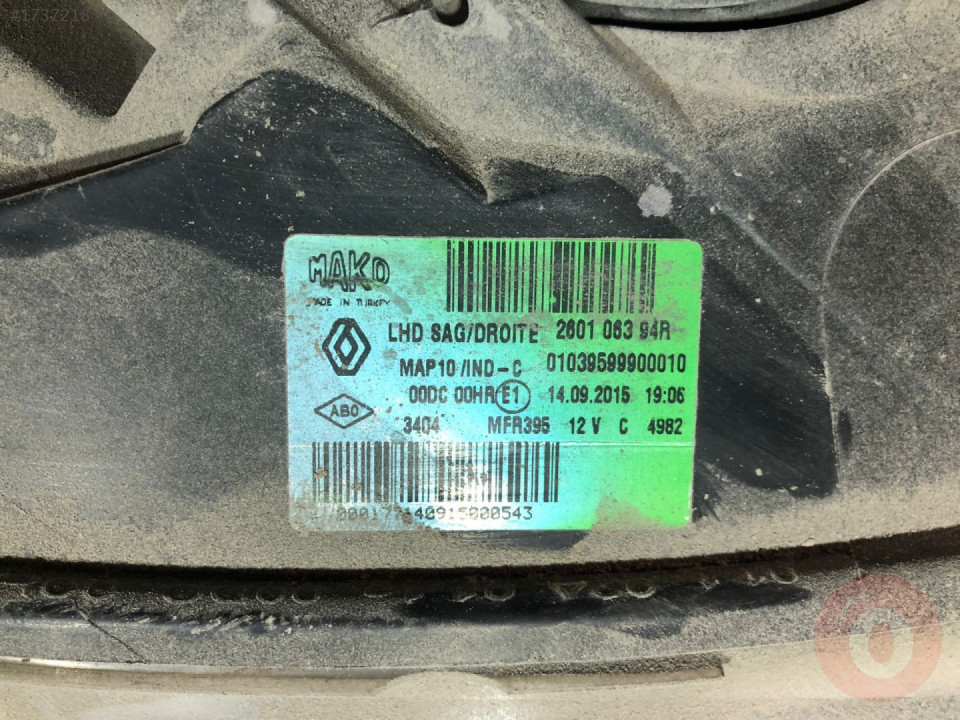 #1737218
MAKO
MADE IN TURKEY
LHD SAG/DROITE 2601 063 94R
MAP10 /IND-C 01039599900010
00DC 00HR E1 14.09.2015 19:06
ABO
3404 MFR395 12 V C 4982